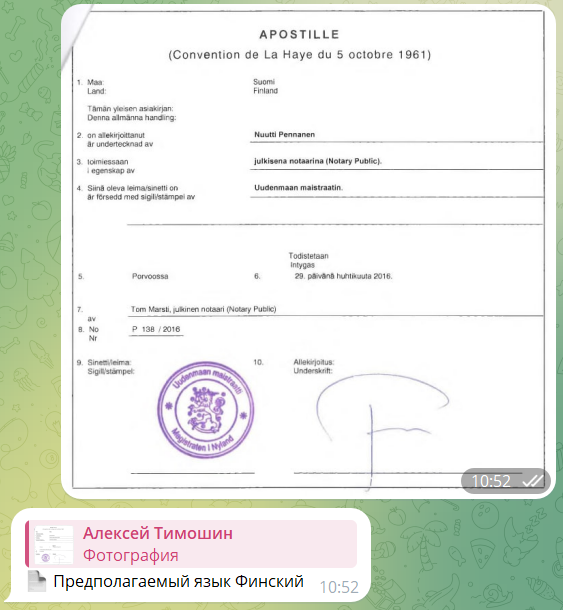 APOSTILLE
(Convention de La Haye du 5 octobre 1961)
1. Maa: Suomi
Land: Finland
Tämän yleisen asiakirjan:
Denna allmänna handling:
2. on allekirjoittanut Nuutti Pennanen
är undertecknad av
3. toimiessaan julkisena notaarina (Notary Public).
i egenskap av
4. Siinä oleva leima/sinetti on Uudenmaan maistraatin.
är försedd med sigill/stämpel av
Todistetaan
Intygas
5. Porvoossa 6. 29. päivänä huhtikuuta 2016.
7. Tom Marsti, julkinen notaari (Notary Public)
av
8. No P 138 / 2016
Nr
9. Sinetti/leima: 10. Allekirjoitus:
Sigill/stämpel: Underskrift:
Uudenmaan maistraatti
Magistraten i Nyland
10:52
Алексей Тимошин
Фотография
Предполагаемый язык Финский 10:52